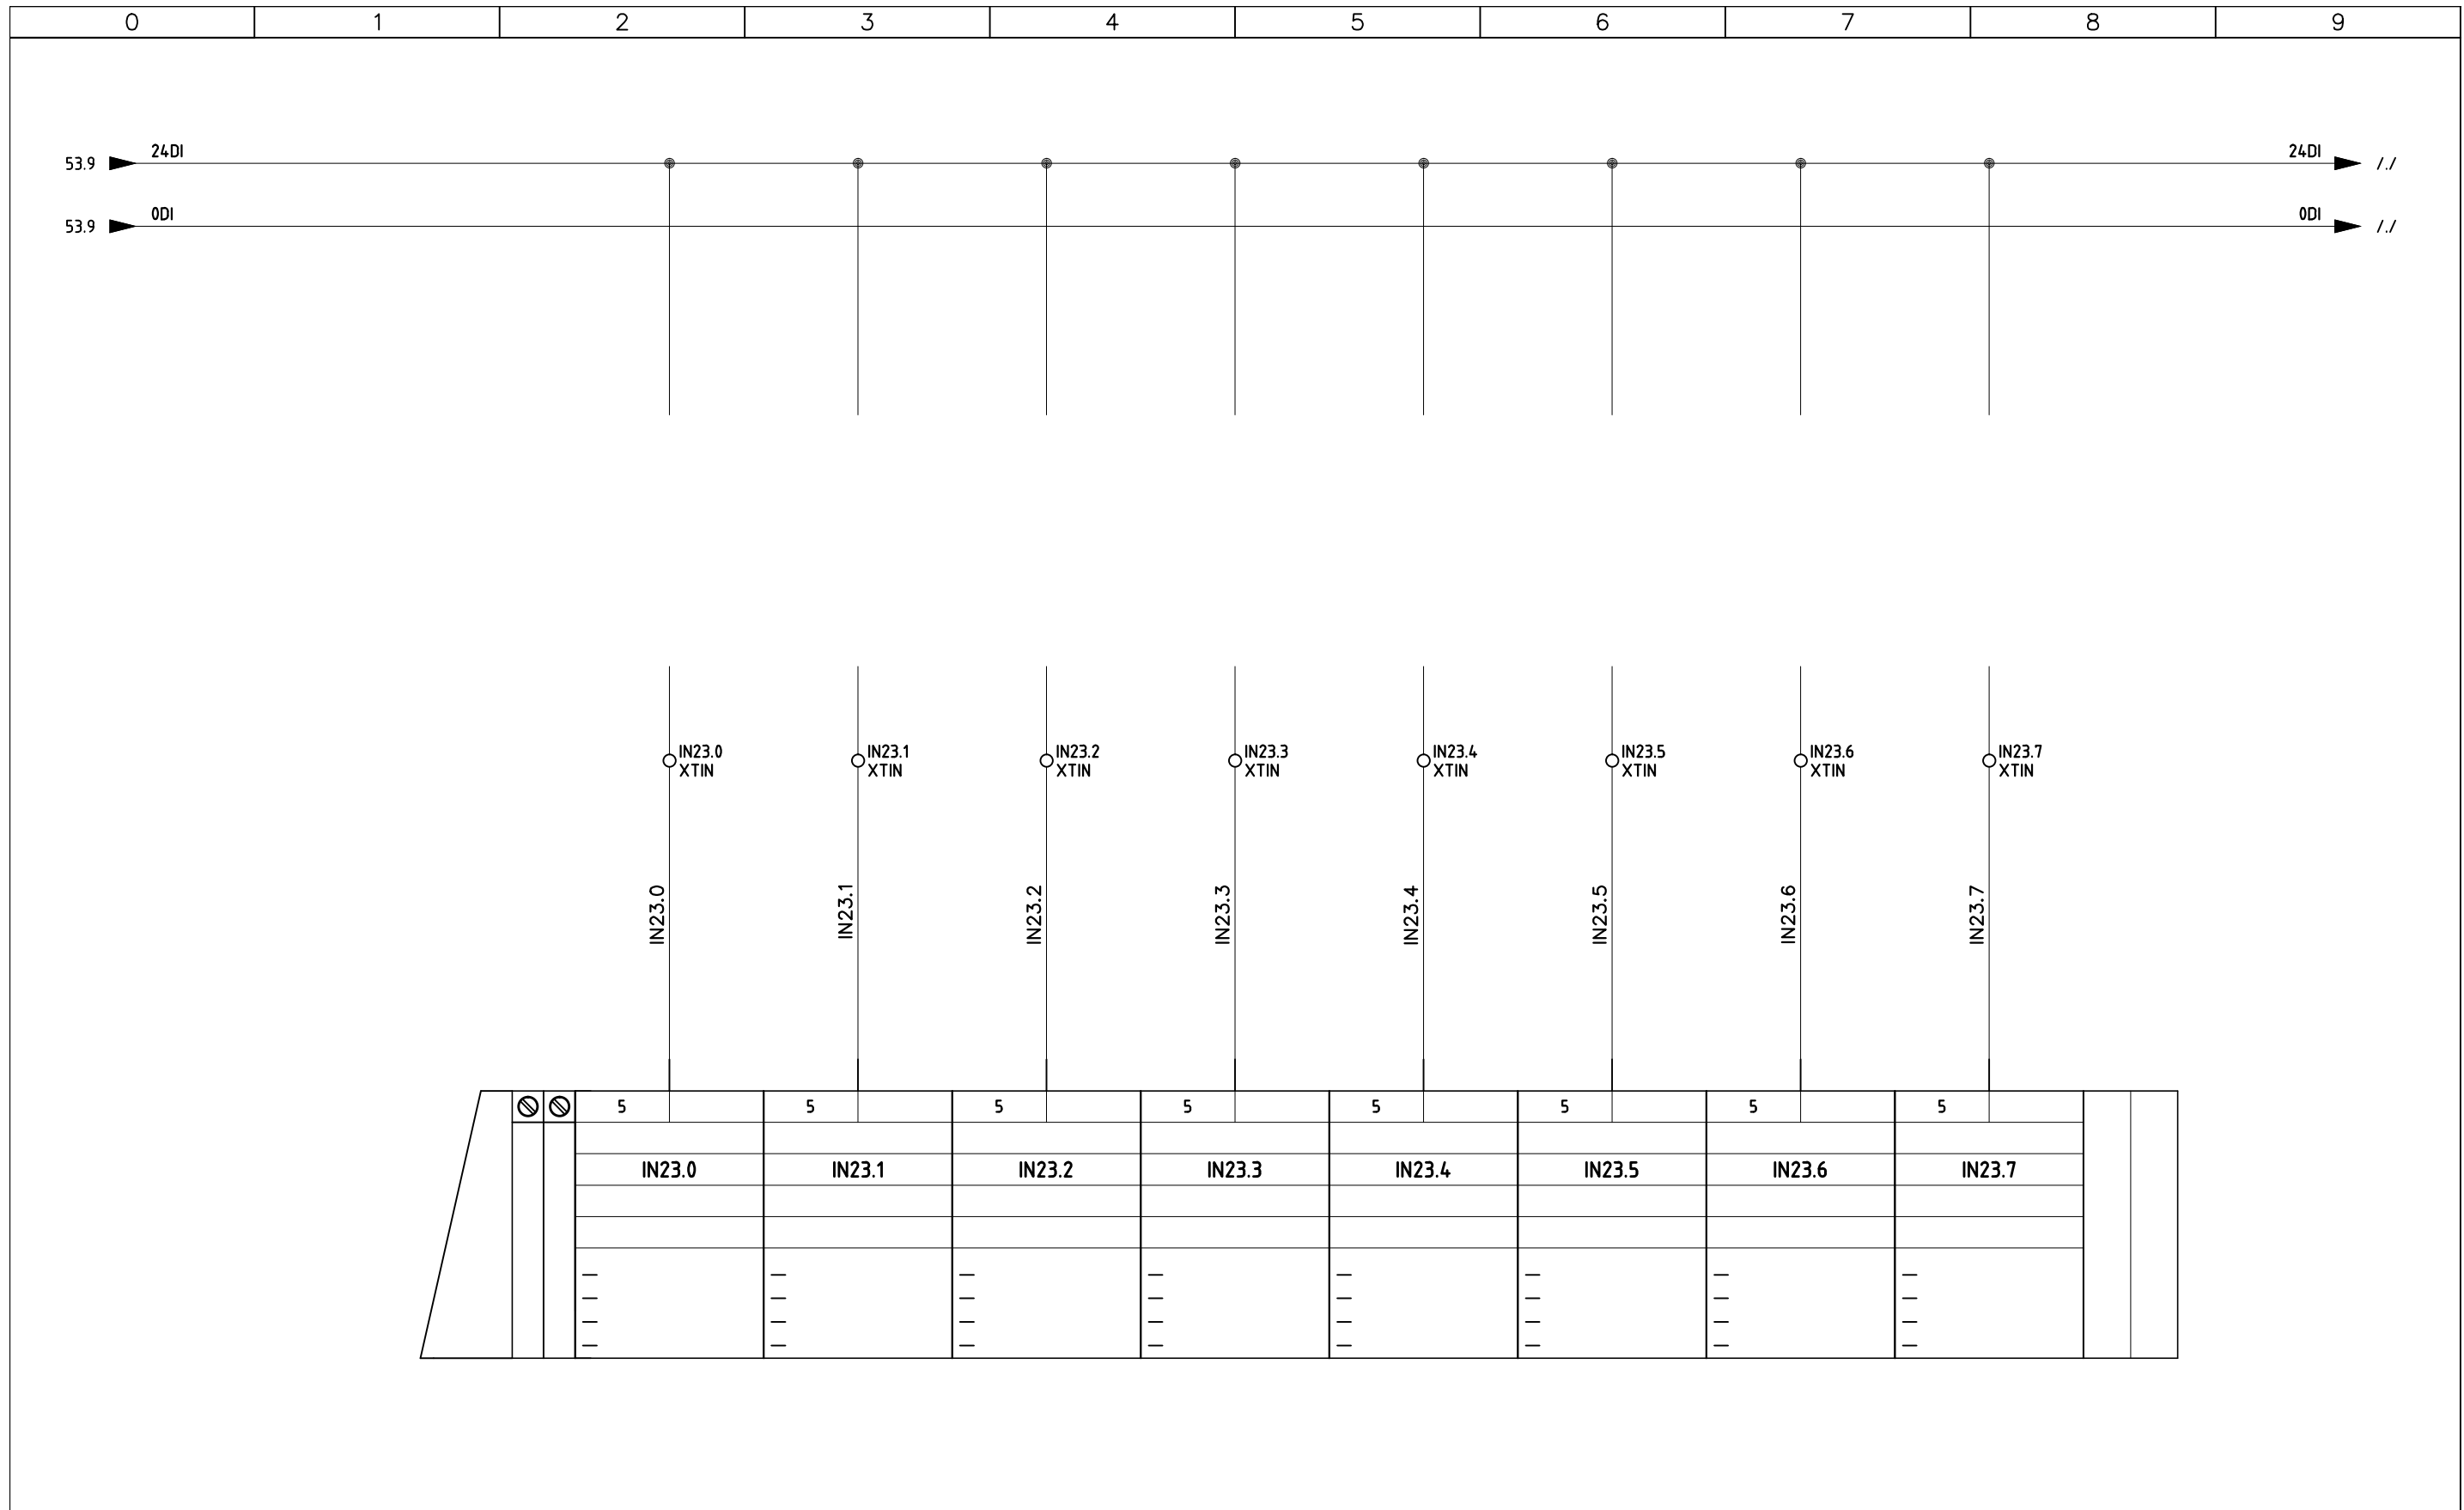 0 1 2 3 4 5 6 7 8 9
53.9 24DI 24DI /./
53.9 0DI 0DI /./
IN23.0 IN23.1 IN23.2 IN23.3 IN23.4 IN23.5 IN23.6 IN23.7
XTIN XTIN XTIN XTIN XTIN XTIN XTIN XTIN
IN23.0 IN23.1 IN23.2 IN23.3 IN23.4 IN23.5 IN23.6 IN23.7
5 5 5 5 5 5 5 5
IN23.0 IN23.1 IN23.2 IN23.3 IN23.4 IN23.5 IN23.6 IN23.7